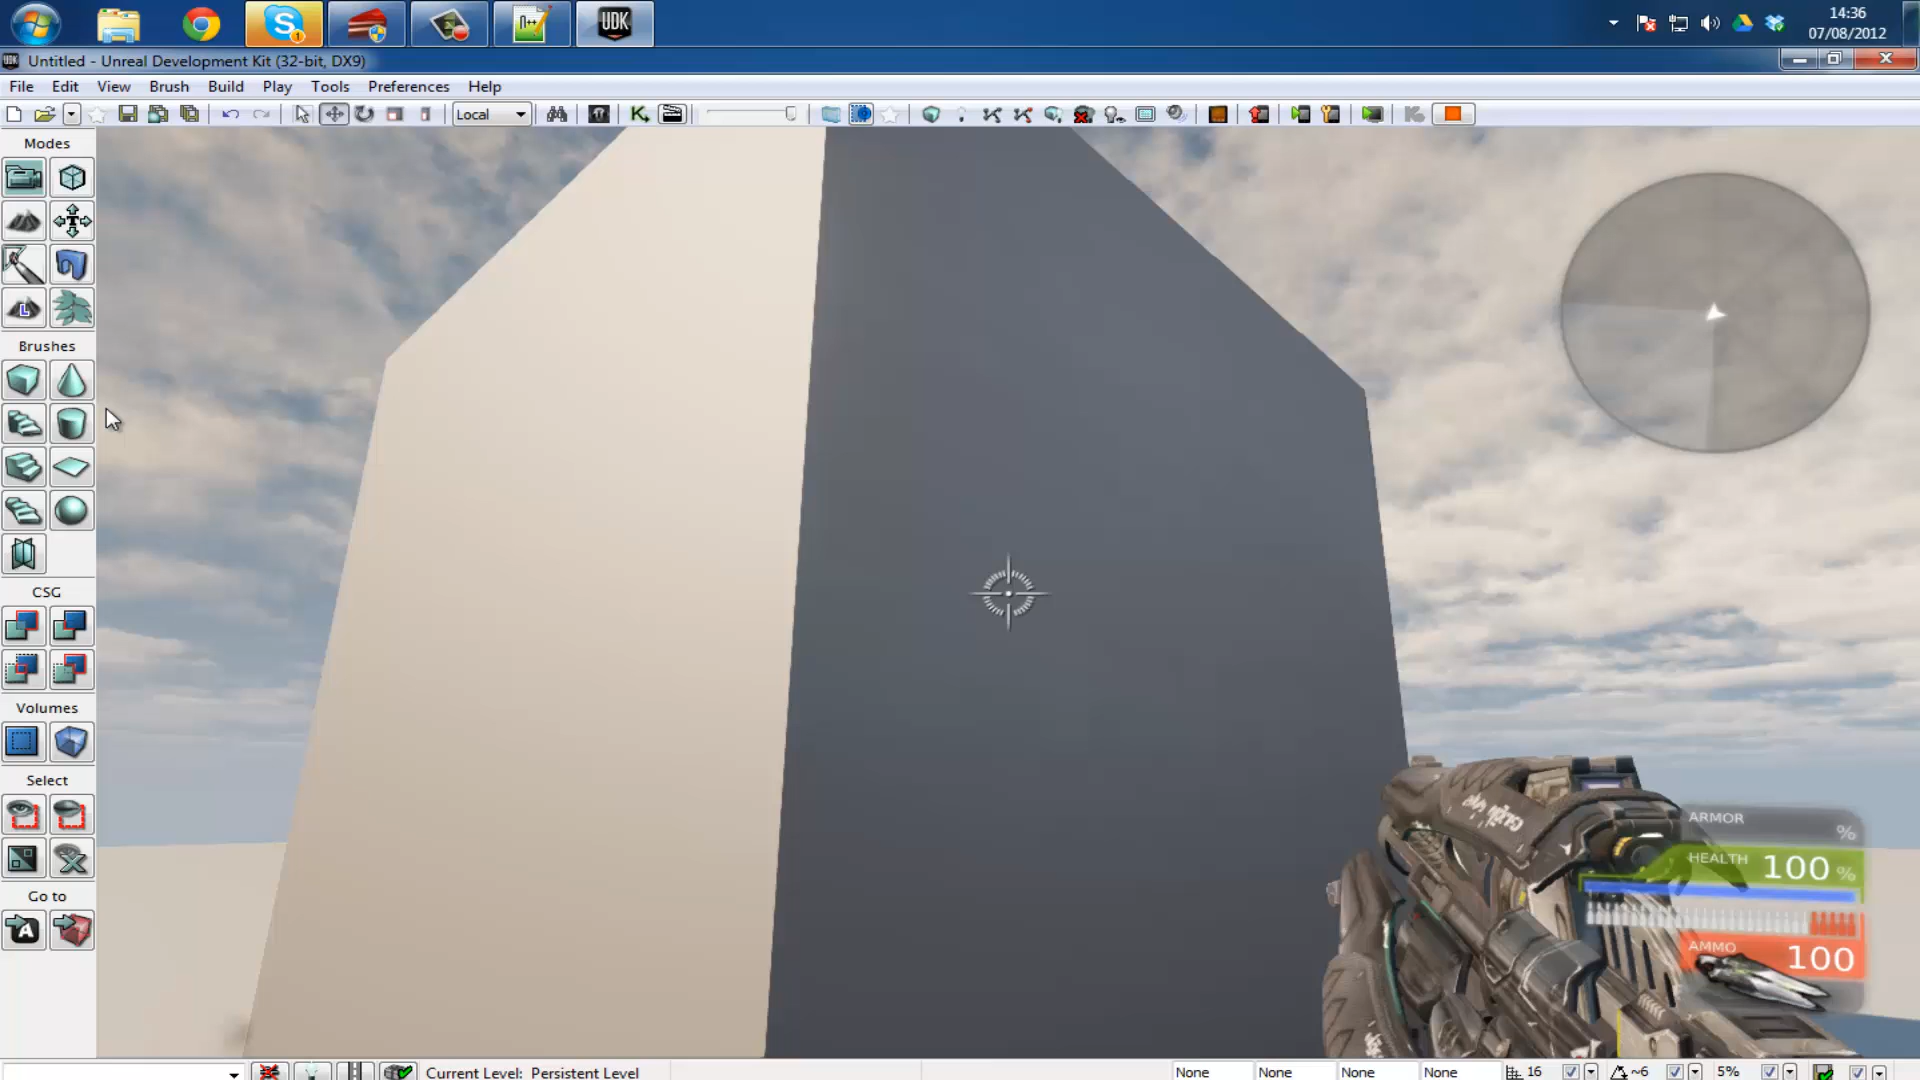 UDK
14:36
07/08/2012
Untitled - Unreal Development Kit (32-bit, DX9)
File Edit View Brush Build Play Tools Preferences Help
Local
Modes
Brushes
CSG
Volumes
Select
Go to
ARMOR %
HEALTH 100 %
AMMO 100
Current Level: Persistent Level
None None None None 16 ~6 5%